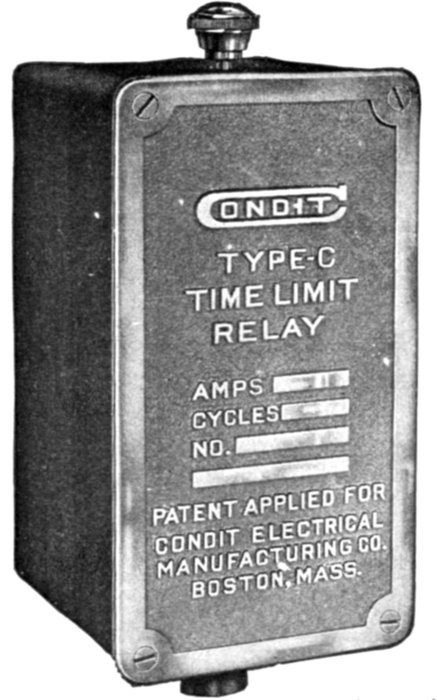 CONDIT
TYPE-C
TIME LIMIT
RELAY
AMPS
CYCLES
NO.
PATENT APPLIED FOR
CONDIT ELECTRICAL
MANUFACTURING CO.
BOSTON, MASS.